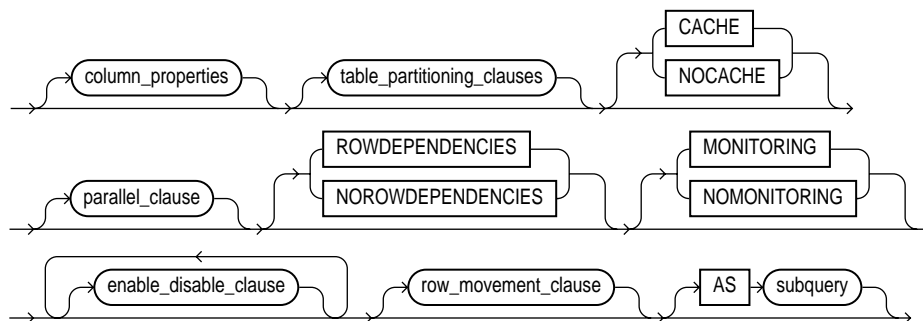 CACHE
column_properties table_partitioning_clauses NOCACHE
ROWDEPENDENCIES MONITORING
parallel_clause NOROWDEPENDENCIES NOMONITORING
enable_disable_clause row_movement_clause AS subquery